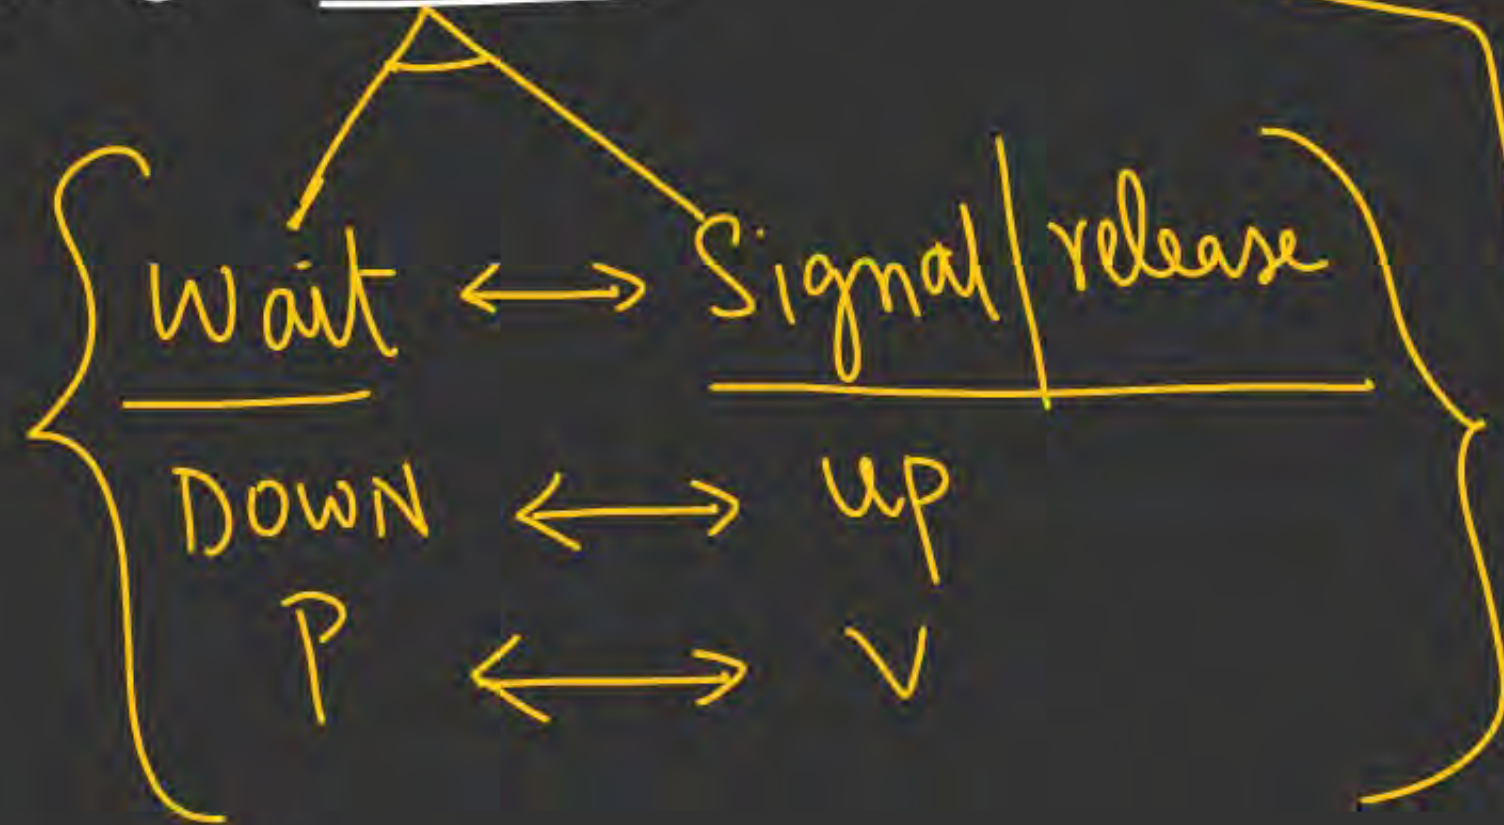 Wait ↔ Signal / release
DOWN ↔ up
P ↔ V